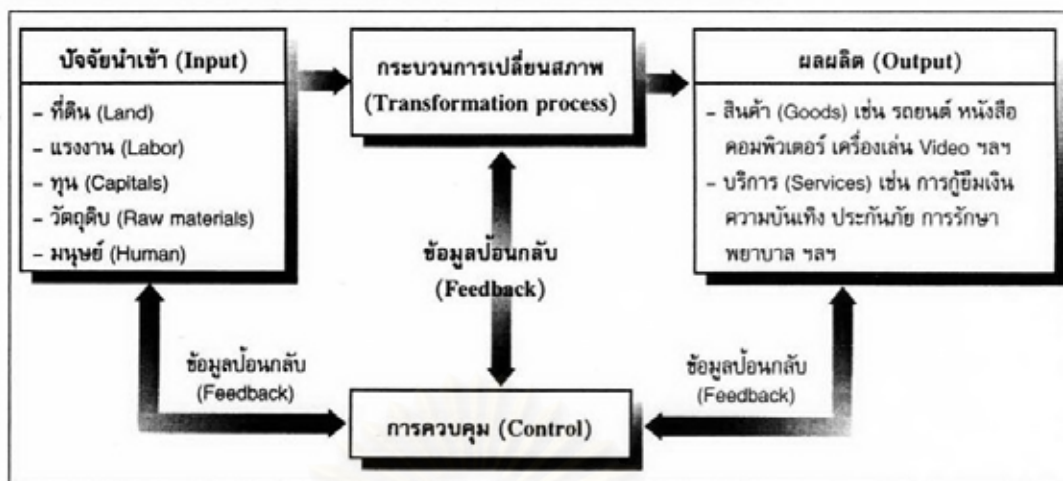 ปัจจัยนำเข้า (Input)
– ที่ดิน (Land)
– แรงงาน (Labor)
– ทุน (Capitals)
– วัตถุดิบ (Raw materials)
– มนุษย์ (Human)
กระบวนการเปลี่ยนสภาพ
(Transformation process)
ผลผลิต (Output)
– สินค้า (Goods) เช่น รถยนต์ หนังสือ
คอมพิวเตอร์ เครื่องเล่น Video ฯลฯ
– บริการ (Services) เช่น การกู้ยืมเงิน
ความบันเทิง ประกันภัย การรักษา
พยาบาล ฯลฯ
ข้อมูลป้อนกลับ
(Feedback)
ข้อมูลป้อนกลับ
(Feedback)
ข้อมูลป้อนกลับ
(Feedback)
การควบคุม (Control)